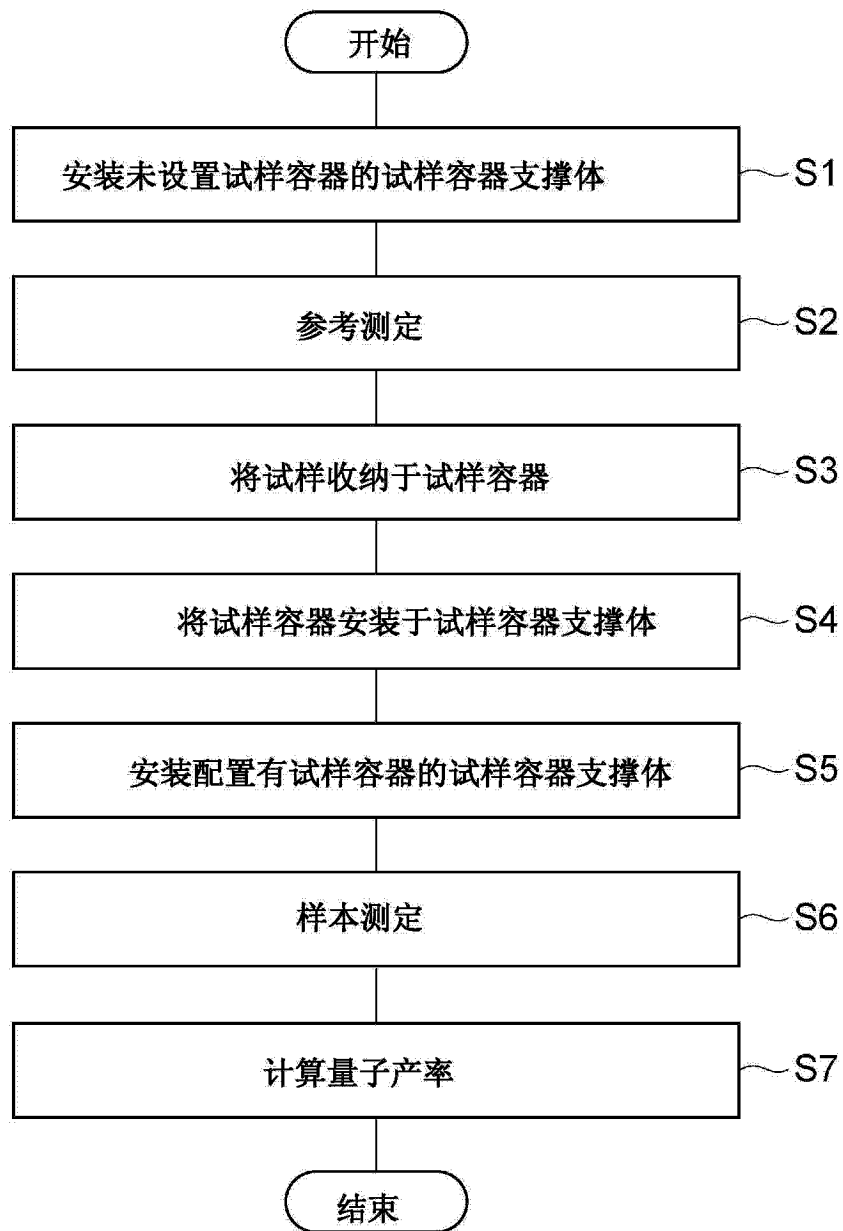 开始
安装未设置试样容器的试样容器支撑体
S1
参考测定
S2
将试样收纳于试样容器
S3
将试样容器安装于试样容器支撑体
S4
安装配置有试样容器的试样容器支撑体
S5
样本测定
S6
计算量子产率
S7
结束